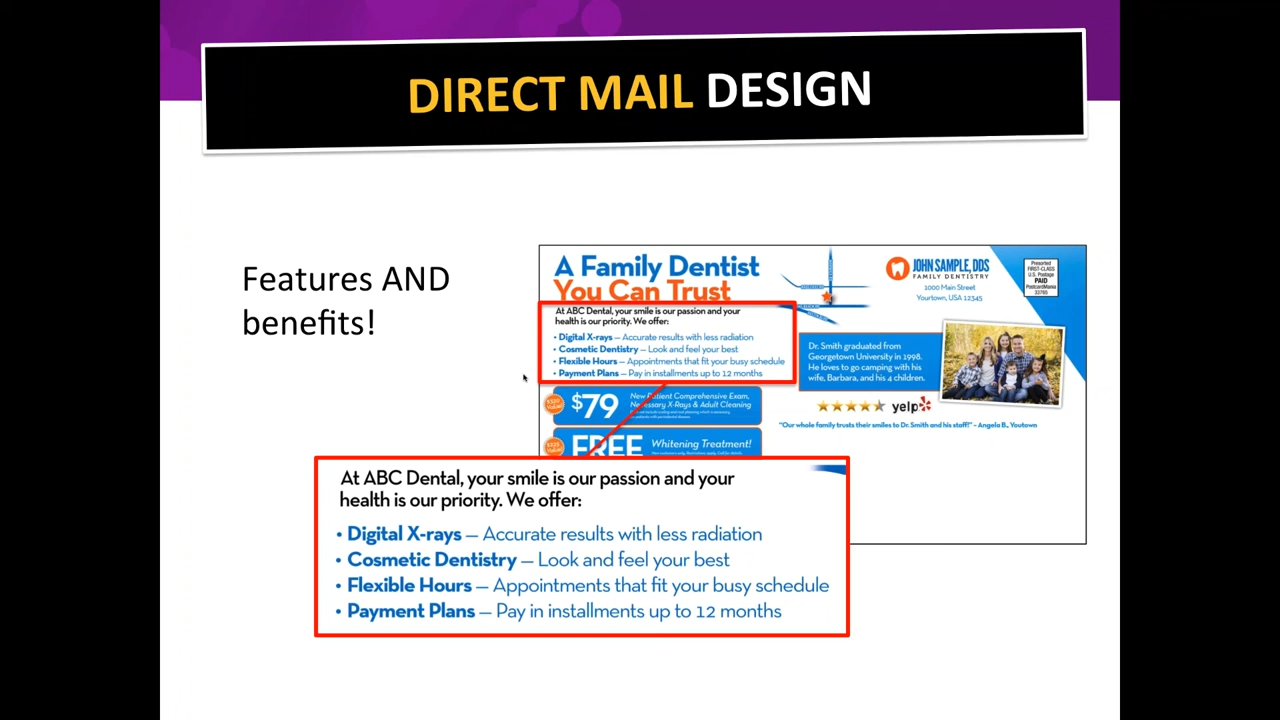 DIRECT MAIL DESIGN
Features AND
benefits!
A Family Dentist
You Can Trust
At ABC Dental, your smile is our passion and your
health is our priority. We offer:
• Digital X-rays – Accurate results with less radiation
• Cosmetic Dentistry – Look and feel your best
• Flexible Hours – Appointments that fit your busy schedule
• Payment Plans – Pay in installments up to 12 months
$79
New Patient Comprehensive Exam,
Necessary X-Rays & Adult Cleaning
FREE
Whitening Treatment!
JOHN SAMPLE, DDS
FAMILY DENTISTRY
1000 Main Street
Yourtown, USA 12345
Presorted
FIRST-CLASS
U.S. Postage
PAID
PostcardMania
33765
Dr. Smith graduated from
Georgetown University in 1998.
He loves to go camping with his
wife, Barbara, and his 4 children.
yelp
"Our whole family trusts their smiles to Dr. Smith and his staff!" – Angela B., Youtown
At ABC Dental, your smile is our passion and your
health is our priority. We offer:
• Digital X-rays – Accurate results with less radiation
• Cosmetic Dentistry – Look and feel your best
• Flexible Hours – Appointments that fit your busy schedule
• Payment Plans – Pay in installments up to 12 months